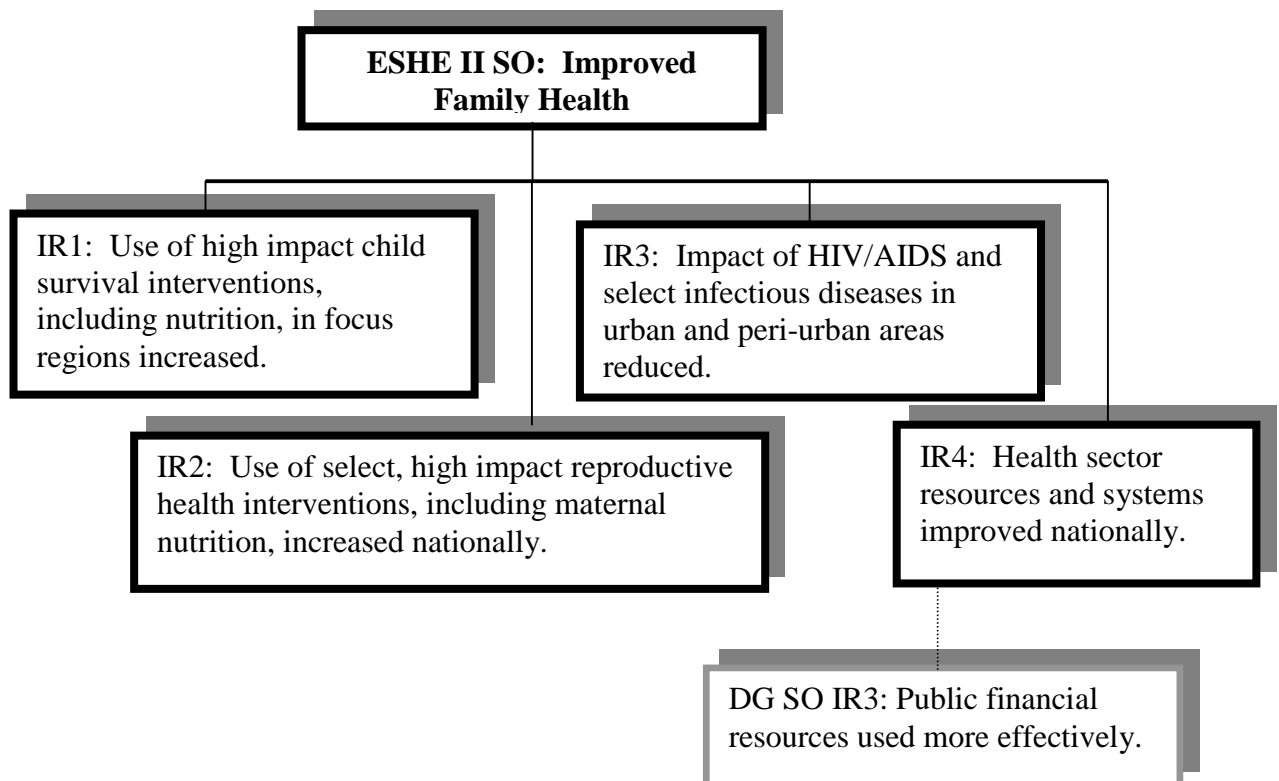 ESHE II SO: Improved
Family Health
IR1: Use of high impact child
survival interventions,
including nutrition, in focus
regions increased.
IR3: Impact of HIV/AIDS and
select infectious diseases in
urban and peri-urban areas
reduced.
IR2: Use of select, high impact reproductive
health interventions, including maternal
nutrition, increased nationally.
IR4: Health sector
resources and systems
improved nationally.
DG SO IR3: Public financial
resources used more effectively.